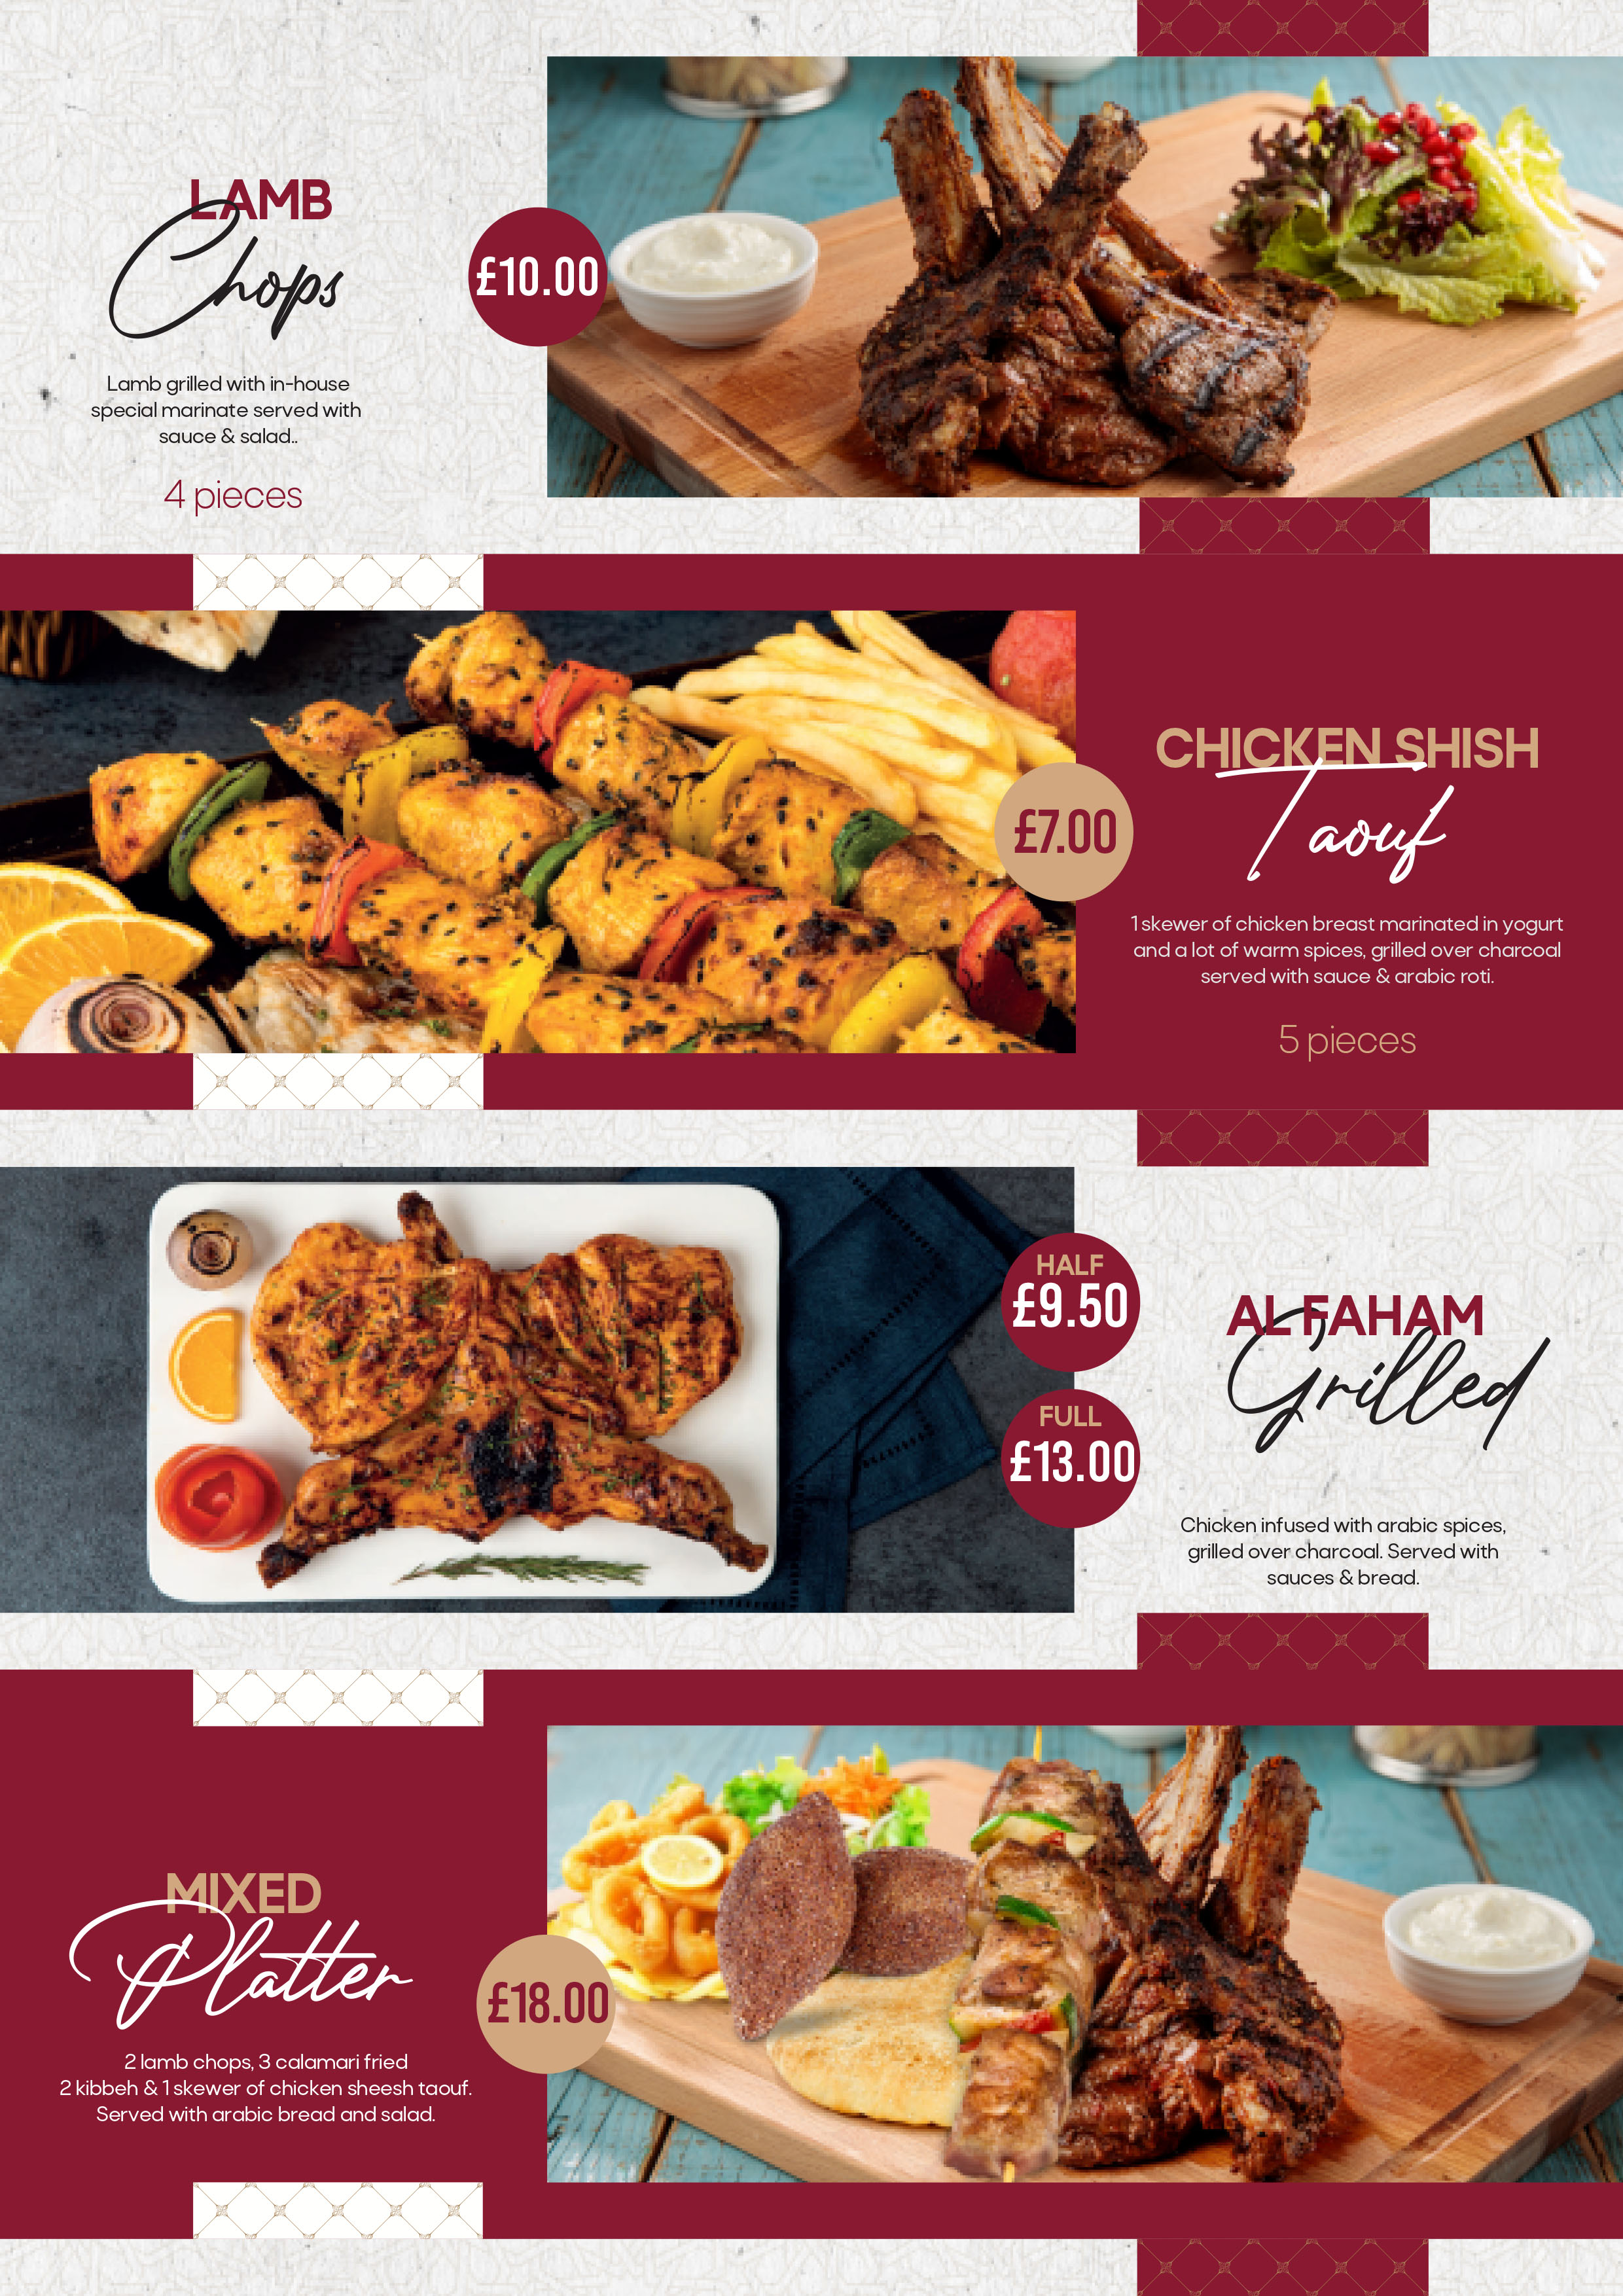 LAMB
Chops
£10.00
Lamb grilled with in-house
special marinate served with
sauce & salad..
4 pieces
CHICKEN SHISH
Taouf
£7.00
1 skewer of chicken breast marinated in yogurt
and a lot of warm spices, grilled over charcoal
served with sauce & arabic roti.
5 pieces
HALF
£9.50
FULL
£13.00
AL FAHAM
Grilled
Chicken infused with arabic spices,
grilled over charcoal. Served with
sauces & bread.
MIXED
Platter
£18.00
2 lamb chops, 3 calamari fried
2 kibbeh & 1 skewer of chicken sheesh taouf.
Served with arabic bread and salad.